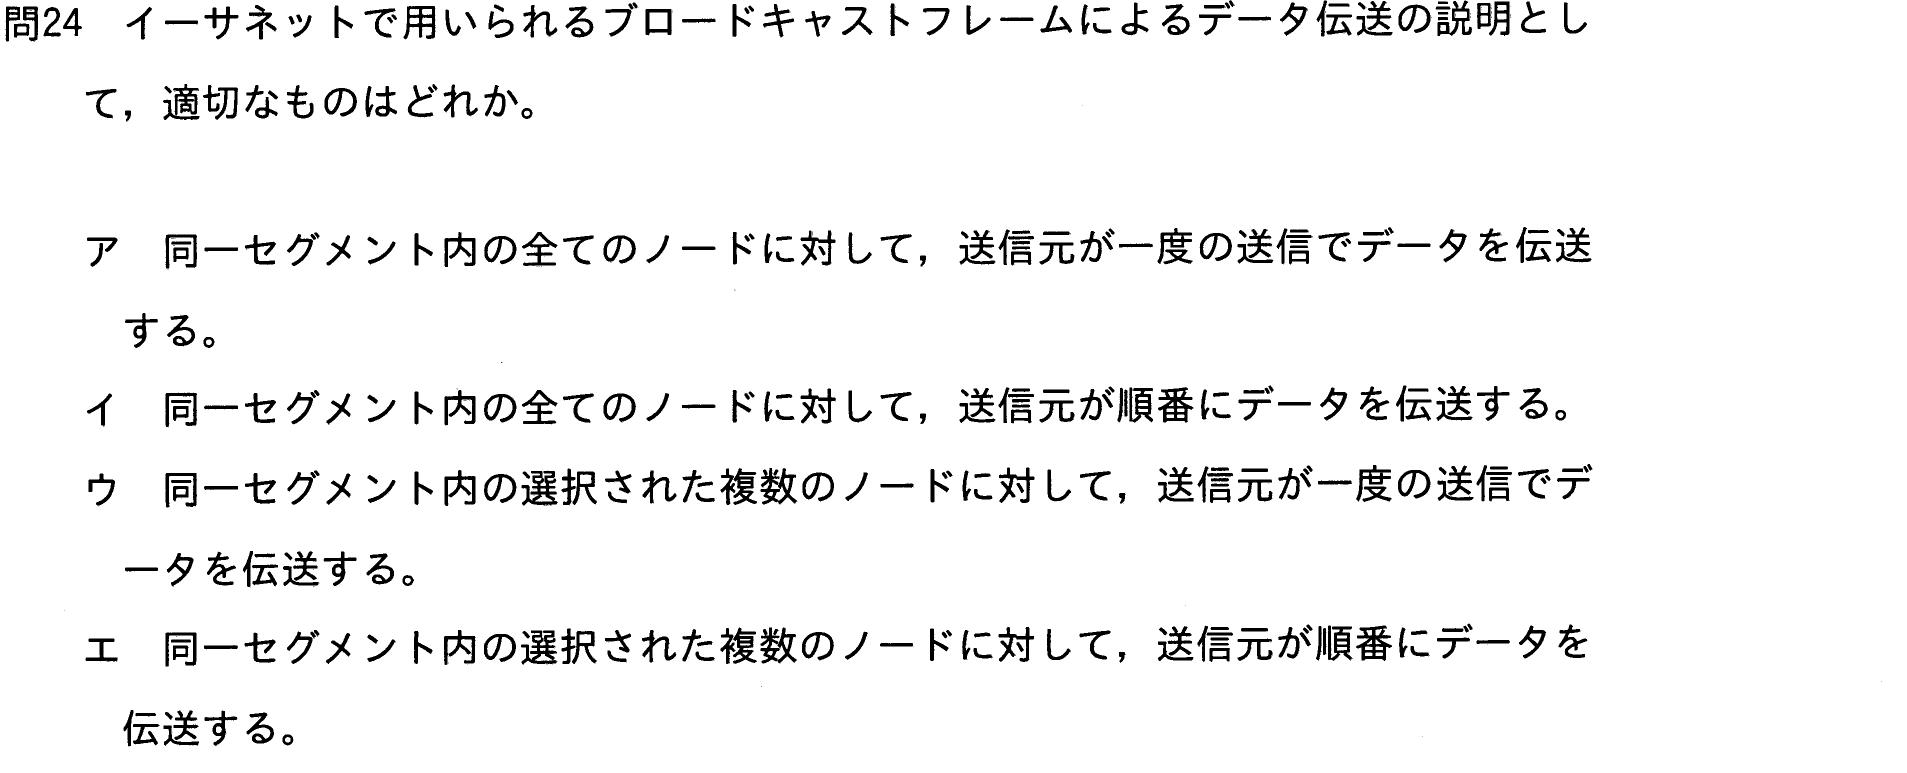 問24　イーサネットで用いられるブロードキャストフレームによるデータ伝送の説明とし
て，適切なものはどれか。
ア　同一セグメント内の全てのノードに対して，送信元が一度の送信でデータを伝送
する。
イ　同一セグメント内の全てのノードに対して，送信元が順番にデータを伝送する。
ウ　同一セグメント内の選択された複数のノードに対して，送信元が一度の送信でデ
ータを伝送する。
エ　同一セグメント内の選択された複数のノードに対して，送信元が順番にデータを
伝送する。